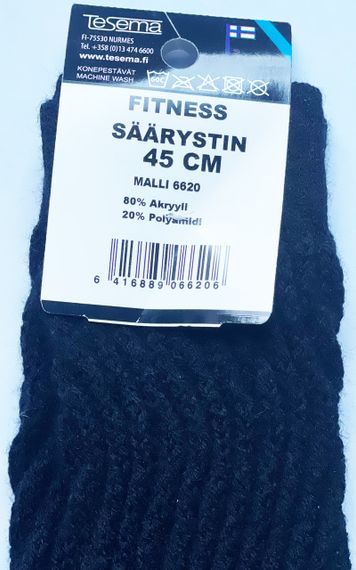 Tesema
FI-75530 NURMES
Tel. +358 (0)13 474 6600
www.tesema.fi
KONEPESTÄVÄT
MACHINE WASH
60C
FITNESS
SÄÄRYSTIN
45 CM
MALLI 6620
80% Akryyli
20% Polyamidi
6 416889 066206